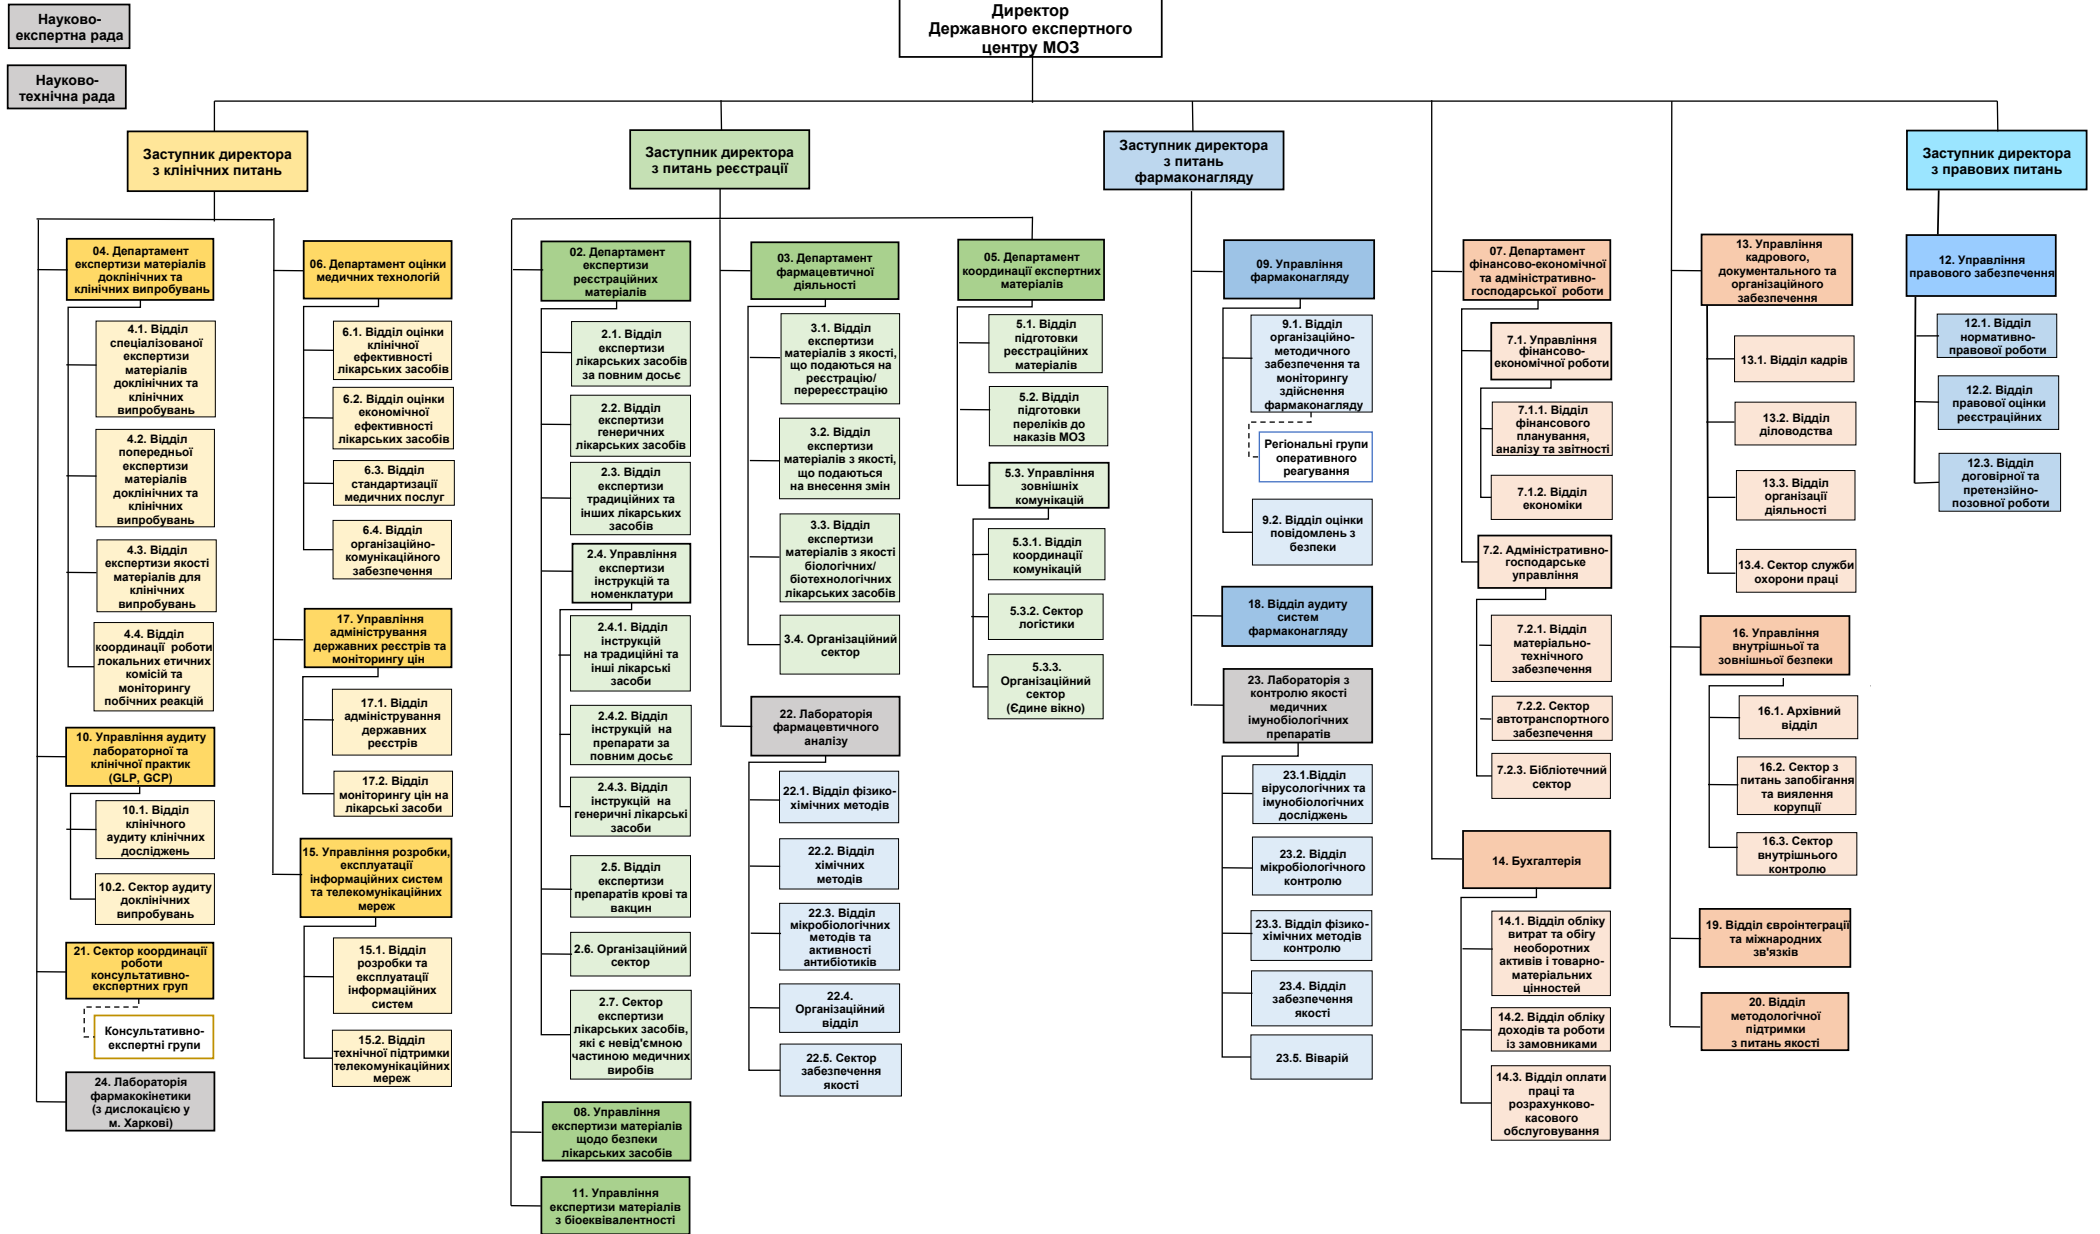 Науково-
експертна рада
Науково-
технічна рада
Директор
Державного експертного
центру МОЗ
Заступник директора
з клінічних питань
Заступник директора
з питань реєстрації
Заступник директора
з питань
фармаконагляду
Заступник директора
з правових питань
04. Департамент
експертизи матеріалів
доклінічних та
клінічних випробувань
4.1. Відділ
спеціалізованої
експертизи
матеріалів
доклінічних та
клінічних
випробувань
4.2. Відділ
попередньої
експертизи
матеріалів
доклінічних та
клінічних
випробувань
4.3. Відділ
експертизи якості
матеріалів для
клінічних
випробувань
4.4. Відділ
координації роботи
локальних етичних
комісій та
моніторингу
побічних реакцій
10. Управління аудиту
лабораторної та
клінічної практик
(GLP, GCP)
10.1. Відділ
клінічного
аудиту клінічних
досліджень
10.2. Сектор аудиту
доклінічних
випробувань
21. Сектор координації
роботи
консультативно-
експертних груп
Консультативно-
експертні групи
24. Лабораторія
фармакокінетики
(з дислокацією у
м. Харкові)
06. Департамент оцінки
медичних технологій
6.1. Відділ оцінки
клінічної
ефективності
лікарських засобів
6.2. Відділ оцінки
економічної
ефективності
лікарських засобів
6.3. Відділ
стандартизації
медичних послуг
6.4. Відділ
організаційно-
комунікаційного
забезпечення
17. Управління
адміністрування
державних реєстрів та
моніторингу цін
17.1. Відділ
адміністрування
державних
реєстрів
17.2. Відділ
моніторингу цін на
лікарські засоби
15. Управління розробки,
експлуатації
інформаційних систем
та телекомунікаційних
мереж
15.1. Відділ
розробки та
експлуатації
інформаційних
систем
15.2. Відділ
технічної підтримки
телекомунікаційних
мереж
02. Департамент
експертизи
реєстраційних
матеріалів
2.1. Відділ
експертизи
лікарських засобів
за повним досьє
2.2. Відділ
експертизи
генеричних
лікарських засобів
2.3. Відділ
експертизи
традиційних та
інших лікарських
засобів
2.4. Управління
експертизи
інструкцій та
номенклатури
2.4.1. Відділ
інструкцій
на традиційні та
інші лікарські
засоби
2.4.2. Відділ
інструкцій на
препарати за
повним досьє
2.4.3. Відділ
інструкцій на
генеричні лікарські
засоби
2.5. Відділ
експертизи
препаратів крові та
вакцин
2.6. Організаційний
сектор
2.7. Сектор
експертизи
лікарських засобів,
які є невід'ємною
частиною медичних
виробів
08. Управління
експертизи матеріалів
щодо безпеки
лікарських засобів
11. Управління
експертизи матеріалів
з біоеквівалентності
03. Департамент
фармацевтичної
діяльності
3.1. Відділ
експертизи
матеріалів з якості,
що подаються на
реєстрацію/
перереєстрацію
3.2. Відділ
експертизи
матеріалів з якості,
що подаються
на внесення змін
3.3. Відділ
експертизи
матеріалів з якості
біологічних/
біотехнологічних
лікарських засобів
3.4. Організаційний
сектор
22. Лабораторія
фармацевтичного
аналізу
22.1. Відділ фізико-
хімічних методів
22.2. Відділ
хімічних
методів
22.3. Відділ
мікробіологічних
методів та
активності
антибіотиків
22.4.
Організаційний
відділ
22.5. Сектор
забезпечення
якості
05. Департамент
координації експертних
матеріалів
5.1. Відділ
підготовки
реєстраційних
матеріалів
5.2. Відділ
підготовки
переліків до
наказів МОЗ
5.3. Управління
зовнішніх
комунікацій
5.3.1. Відділ
координації
комунікацій
5.3.2. Сектор
логістики
5.3.3.
Організаційний
сектор
(Єдине вікно)
09. Управління
фармаконагляду
9.1. Відділ
організаційно-
методичного
забезпечення та
моніторингу
здійснення
фармаконагляду
Регіональні групи
оперативного
реагування
9.2. Відділ оцінки
повідомлень з
безпеки
18. Відділ аудиту
систем
фармаконагляду
23. Лабораторія з
контролю якості
медичних
імунобіологічних
препаратів
23.1.Відділ
вірусологічних та
імунобіологічних
досліджень
23.2. Відділ
мікробіологічного
контролю
23.3. Відділ фізико-
хімічних методів
контролю
23.4. Відділ
забезпечення
якості
23.5. Віварій
07. Департамент
фінансово-економічної
та адміністративно-
господарської роботи
7.1. Управління
фінансово-
економічної роботи
7.1.1. Відділ
фінансового
планування,
аналізу та звітності
7.1.2. Відділ
економіки
7.2. Адміністративно-
господарське
управління
7.2.1. Відділ
матеріально-
технічного
забезпечення
7.2.2. Сектор
автотранспортного
забезпечення
7.2.3. Бібліотечний
сектор
14. Бухгалтерія
14.1. Відділ обліку
витрат та обігу
необоротних
активів і товарно-
матеріальних
цінностей
14.2. Відділ обліку
доходів та роботи
із замовниками
14.3. Відділ оплати
праці та
розрахунково-
касового
обслуговування
13. Управління
кадрового,
документального та
організаційного
забезпечення
13.1. Відділ кадрів
13.2. Відділ
діловодства
13.3. Відділ
організації
діяльності
13.4. Сектор служби
охорони праці
16. Управління
внутрішньої та
зовнішньої безпеки
16.1. Архівний
відділ
16.2. Сектор з
питань запобігання
та виялення
корупції
16.3. Сектор
внутрішнього
контролю
19. Відділ євроінтеграції
та міжнародних
зв'язків
20. Відділ
методологічної
підтримки
з питань якості
12. Управління
правового забезпечення
12.1. Відділ
нормативно-
правової роботи
12.2. Відділ
правової оцінки
реєстраційних
12.3. Відділ
договірної та
претензійно-
позовної роботи